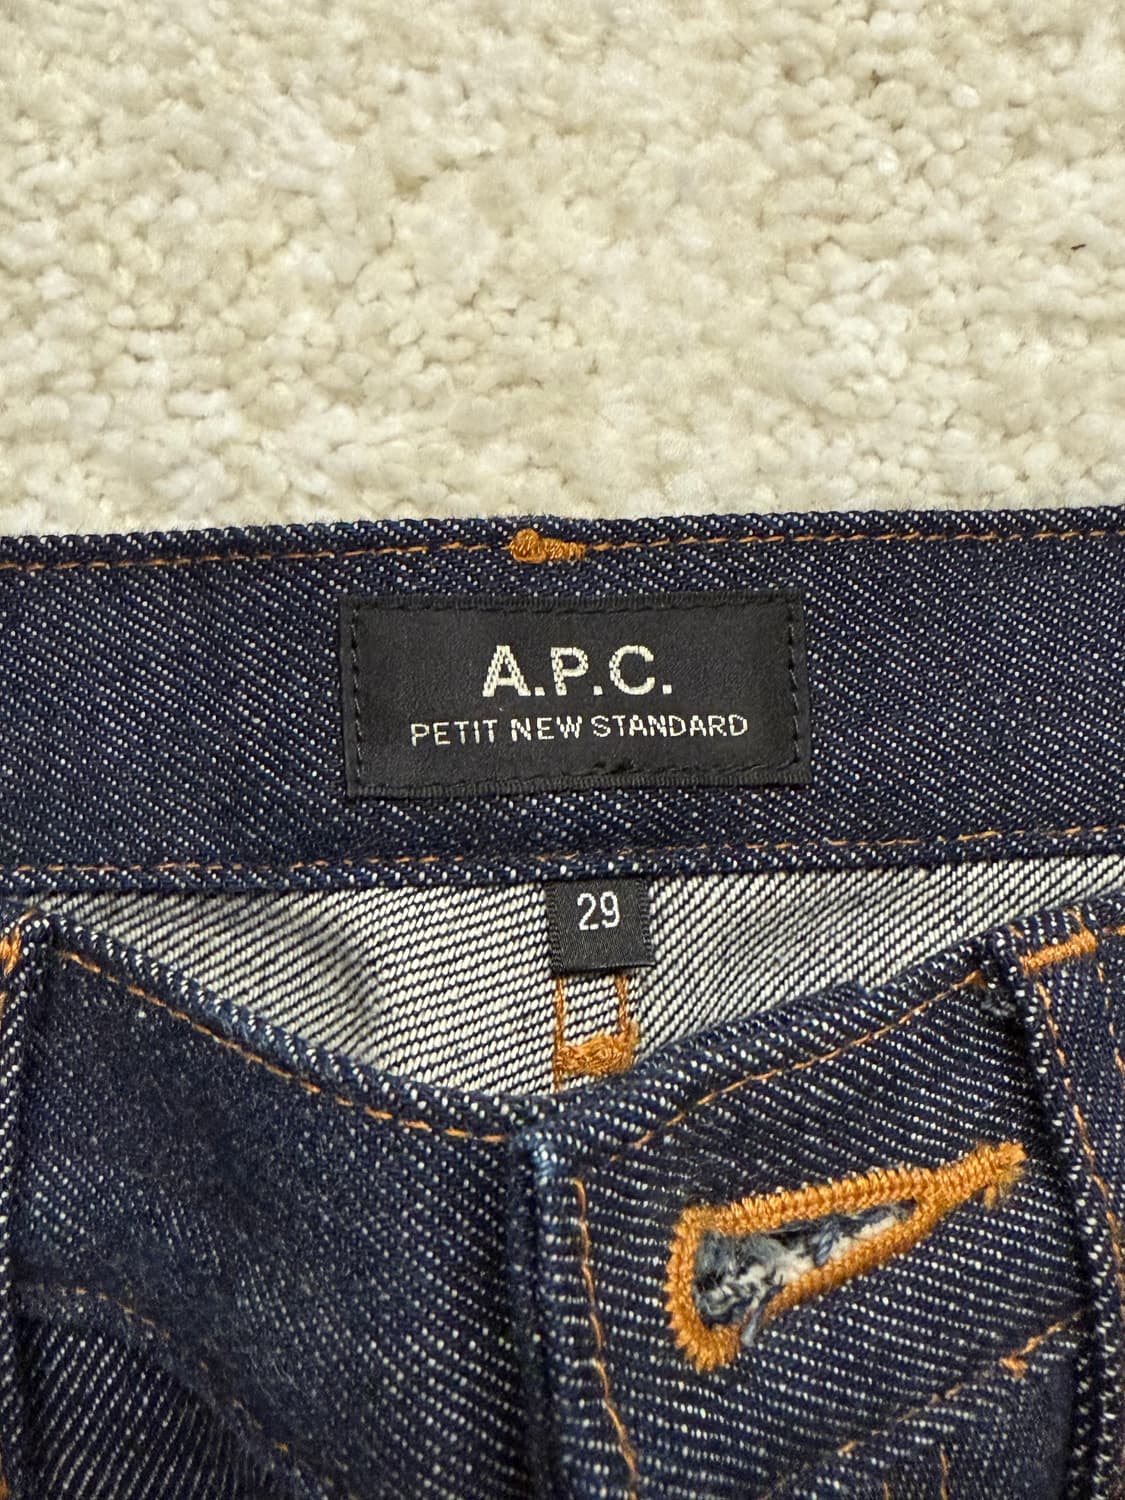 A.P.C.
PETIT NEW STANDARD
29